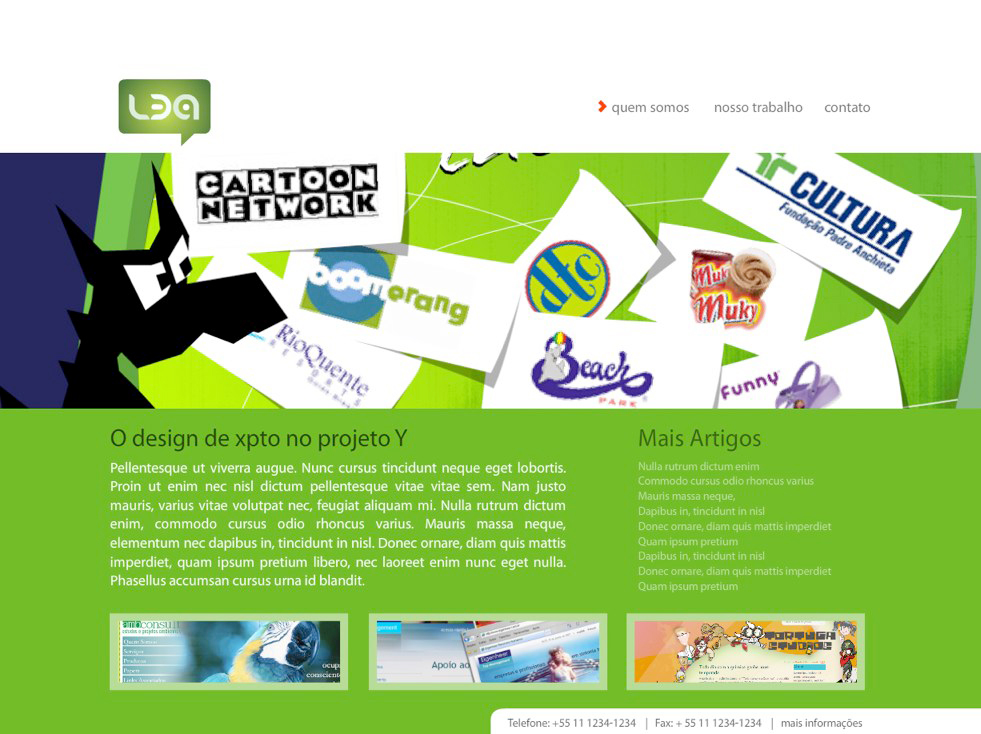 quem somos
nosso trabalho
contato
CARTOON
NETWORK
CULTURA
Fundação Padre Anchieta
boomerang
dtc
Muky
Muky
RioQuente
RESORTS
Beach
PARK
Funny
O design de xpto no projeto Y
Pellentesque ut viverra augue. Nunc cursus tincidunt neque eget lobortis.
Proin ut enim nec nisl dictum pellentesque vitae vitae sem. Nam justo
mauris, varius vitae volutpat nec, feugiat aliquam mi. Nulla rutrum dictum
enim, commodo cursus odio rhoncus varius. Mauris massa neque,
elementum nec dapibus in, tincidunt in nisl. Donec ornare, diam quis mattis
imperdiet, quam ipsum pretium libero, nec laoreet enim nunc eget nulla.
Phasellus accumsan cursus urna id blandit.
Mais Artigos
Nulla rutrum dictum enim
Commodo cursus odio rhoncus varius
Mauris massa neque,
Dapibus in, tincidunt in nisl
Donec ornare, diam quis mattis imperdiet
Quam ipsum pretium
Dapibus in, tincidunt in nisl
Donec ornare, diam quis mattis imperdiet
Quam ipsum pretium
Quem Somos
Serviços
Produtos
Apoio ao
Telefone: +55 11 1234-1234 | Fax: + 55 11 1234-1234 | mais informações